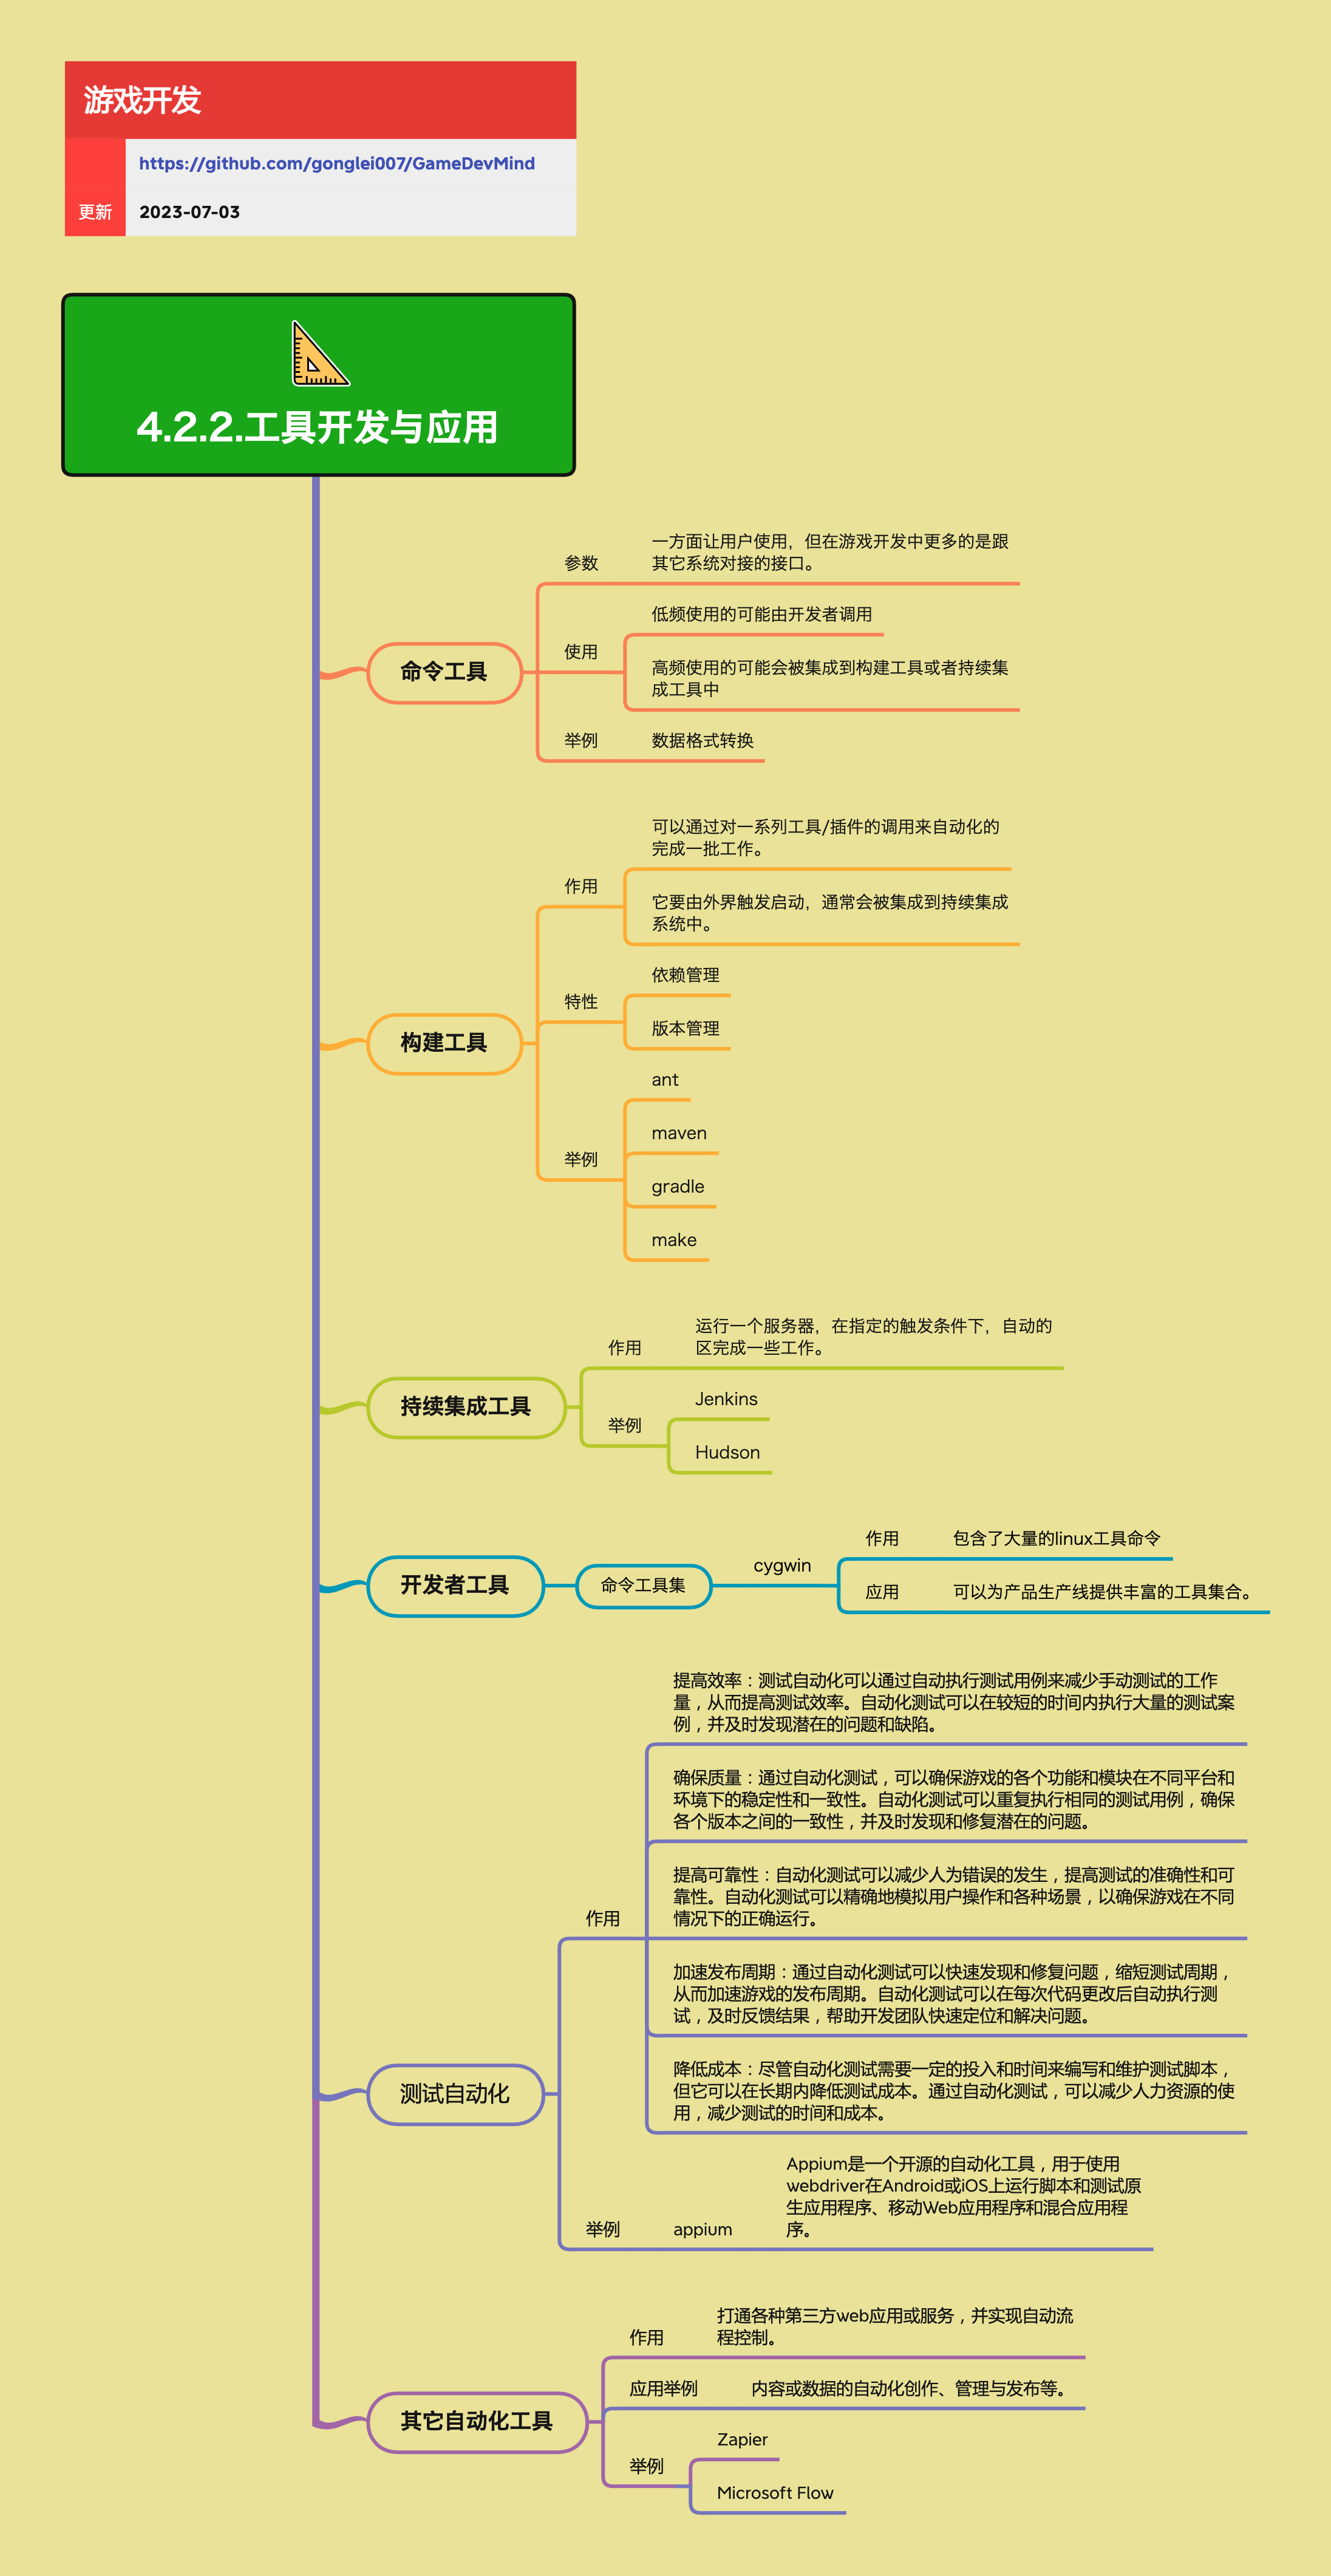 游戏开发
https://github.com/gonglei007/GameDevMind
更新
2023-07-03
4.2.2.工具开发与应用
命令工具
参数
一方面让用户使用，但在游戏开发中更多的是跟
其它系统对接的接口。
使用
低频使用的可能由开发者调用
高频使用的可能会被集成到构建工具或者持续集
成工具中
举例
数据格式转换
构建工具
作用
可以通过对一系列工具/插件的调用来自动化的
完成一批工作。
它要由外界触发启动，通常会被集成到持续集成
系统中。
特性
依赖管理
版本管理
举例
ant
maven
gradle
make
持续集成工具
作用
运行一个服务器，在指定的触发条件下，自动的
区完成一些工作。
举例
Jenkins
Hudson
开发者工具
命令工具集
cygwin
作用
包含了大量的linux工具命令
应用
可以为产品生产线提供丰富的工具集合。
测试自动化
作用
提高效率：测试自动化可以通过自动执行测试用例来减少手动测试的工作
量，从而提高测试效率。自动化测试可以在较短的时间内执行大量的测试案
例，并及时发现潜在的问题和缺陷。
确保质量：通过自动化测试，可以确保游戏的各个功能和模块在不同平台和
环境下的稳定性和一致性。自动化测试可以重复执行相同的测试用例，确保
各个版本之间的一致性，并及时发现和修复潜在的问题。
提高可靠性：自动化测试可以减少人为错误的发生，提高测试的准确性和可
靠性。自动化测试可以精确地模拟用户操作和各种场景，以确保游戏在不同
情况下的正确运行。
加速发布周期：通过自动化测试可以快速发现和修复问题，缩短测试周期，
从而加速游戏的发布周期。自动化测试可以在每次代码更改后自动执行测
试，及时反馈结果，帮助开发团队快速定位和解决问题。
降低成本：尽管自动化测试需要一定的投入和时间来编写和维护测试脚本，
但它可以在长期内降低测试成本。通过自动化测试，可以减少人力资源的使
用，减少测试的时间和成本。
举例
appium
Appium是一个开源的自动化工具，用于使用
webdriver在Android或iOS上运行脚本和测试原
生应用程序、移动Web应用程序和混合应用程
序。
其它自动化工具
作用
打通各种第三方web应用或服务，并实现自动流
程控制。
应用举例
内容或数据的自动化创作、管理与发布等。
举例
Zapier
Microsoft Flow